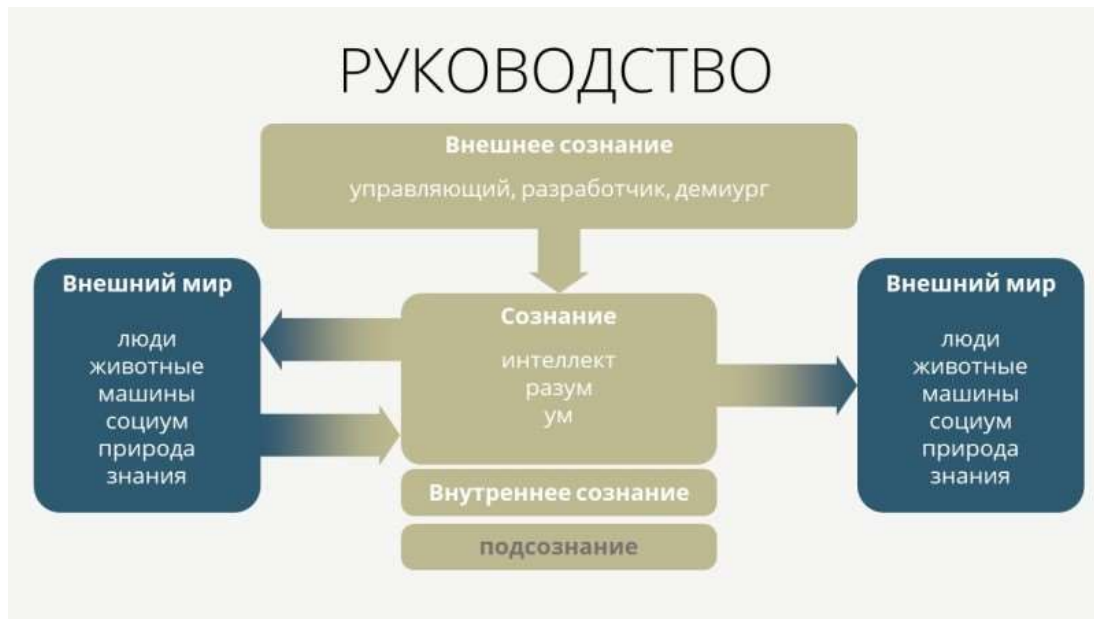 РУКОВОДСТВО
Внешнее сознание
управляющий, разработчик, демиург
Внешний мир
люди
животные
машины
социум
природа
знания
Сознание
интеллект
разум
ум
Внутреннее сознание
подсознание
Внешний мир
люди
животные
машины
социум
природа
знания